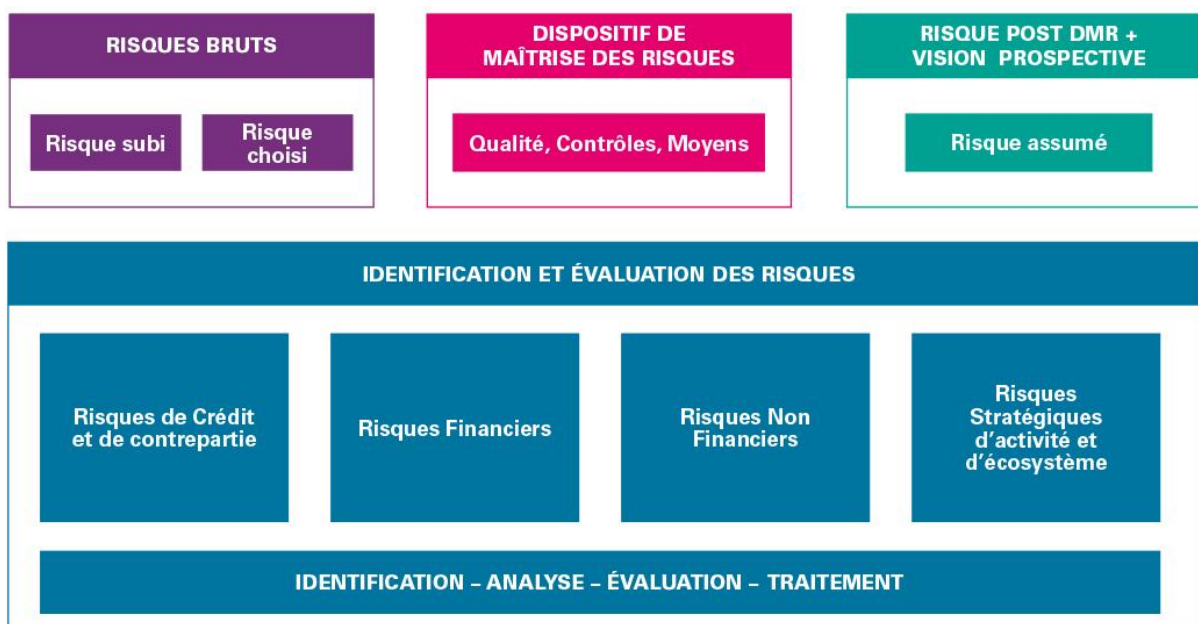 RISQUES BRUTS
Risque subi
Risque
choisi
DISPOSITIF DE
MAÎTRISE DES RISQUES
Qualité, Contrôles, Moyens
RISQUE POST DMR +
VISION PROSPECTIVE
Risque assumé
IDENTIFICATION ET ÉVALUATION DES RISQUES
Risques de Crédit
et de contrepartie
Risques Financiers
Risques Non
Financiers
Risques
Stratégiques
d’activité et
d’écosystème
IDENTIFICATION – ANALYSE – ÉVALUATION – TRAITEMENT